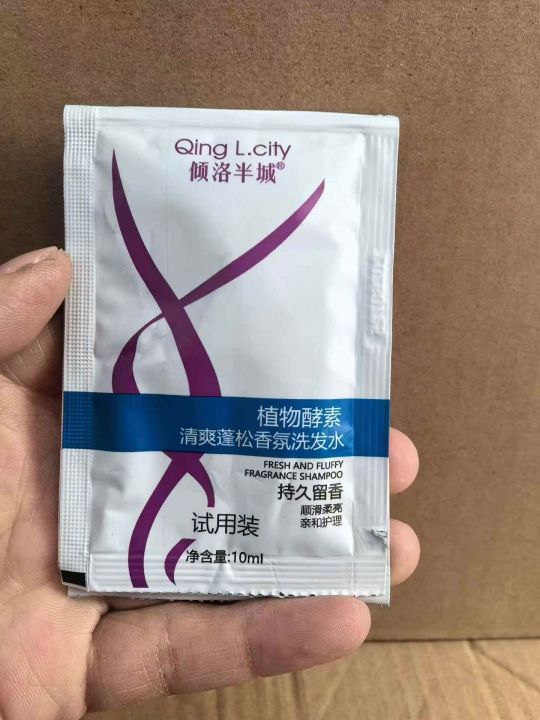 Qing L.city
倾洛半城®
植物酵素
清爽蓬松香氛洗发水
FRESH AND FLUFFY
FRAGRANCE SHAMPOO
持久留香
顺滑柔亮
亲和护理
试用装
净含量:10ml